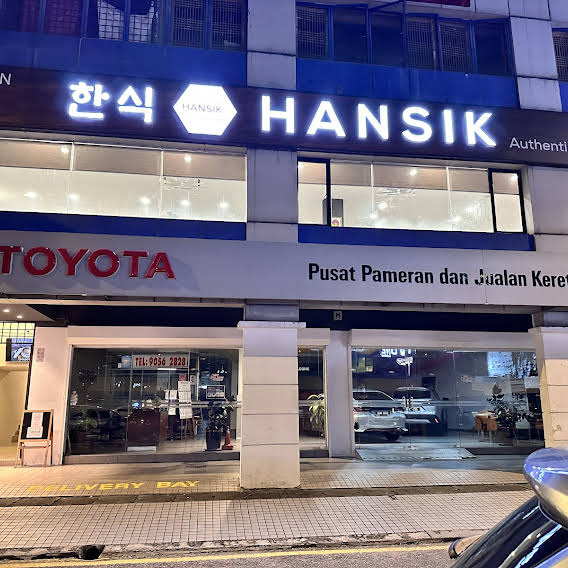 N
한식 HANSIK HANSIK
Authenti
TOYOTA
Pusat Pameran dan Jualan Keret
H
TEL: 9056 2828
DELIVERY BAY